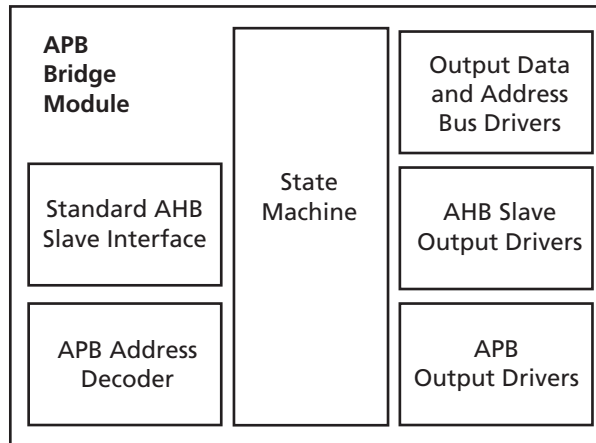 APB
Bridge
Module
Standard AHB
Slave Interface
APB Address
Decoder
State
Machine
Output Data
and Address
Bus Drivers
AHB Slave
Output Drivers
APB
Output Drivers